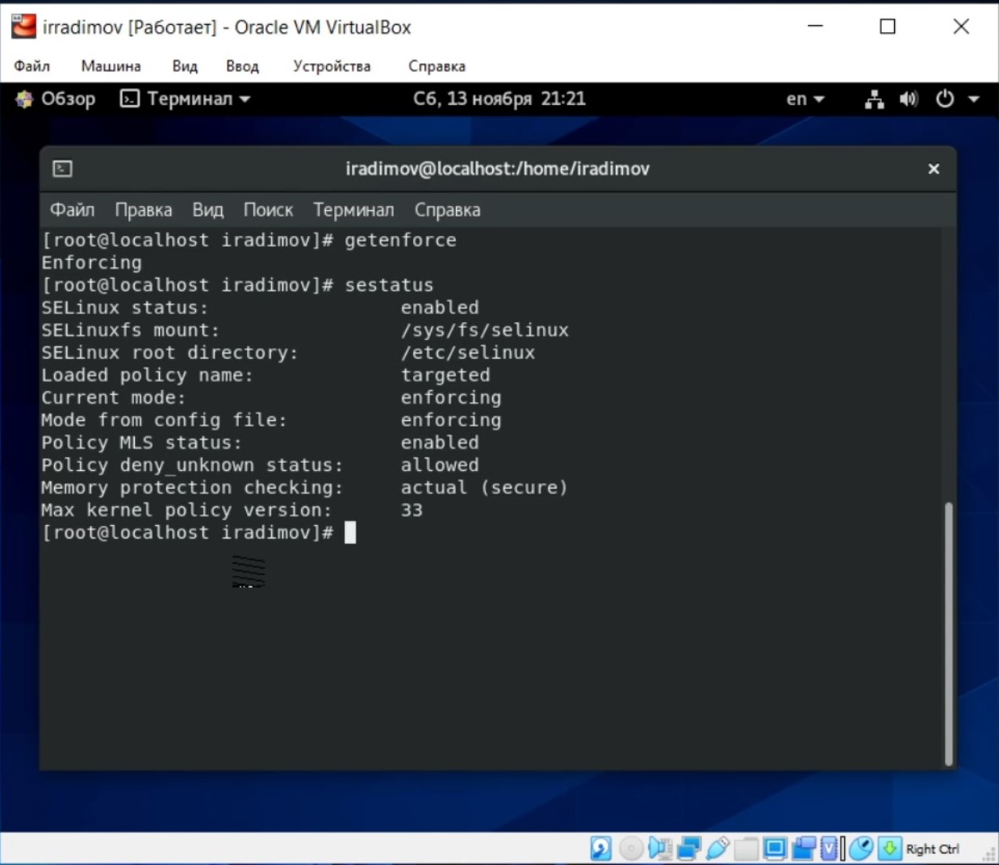 irradimov [Работает] - Oracle VM VirtualBox
Файл Машина Вид Ввод Устройства Справка
Обзор Терминал Сб, 13 ноября 21:21 en
iradimov@localhost:/home/iradimov
Файл Правка Вид Поиск Терминал Справка
[root@localhost iradimov]# getenforce
Enforcing
[root@localhost iradimov]# sestatus
SELinux status: enabled
SELinuxfs mount: /sys/fs/selinux
SELinux root directory: /etc/selinux
Loaded policy name: targeted
Current mode: enforcing
Mode from config file: enforcing
Policy MLS status: enabled
Policy deny_unknown status: allowed
Memory protection checking: actual (secure)
Max kernel policy version: 33
[root@localhost iradimov]#
Right Ctrl